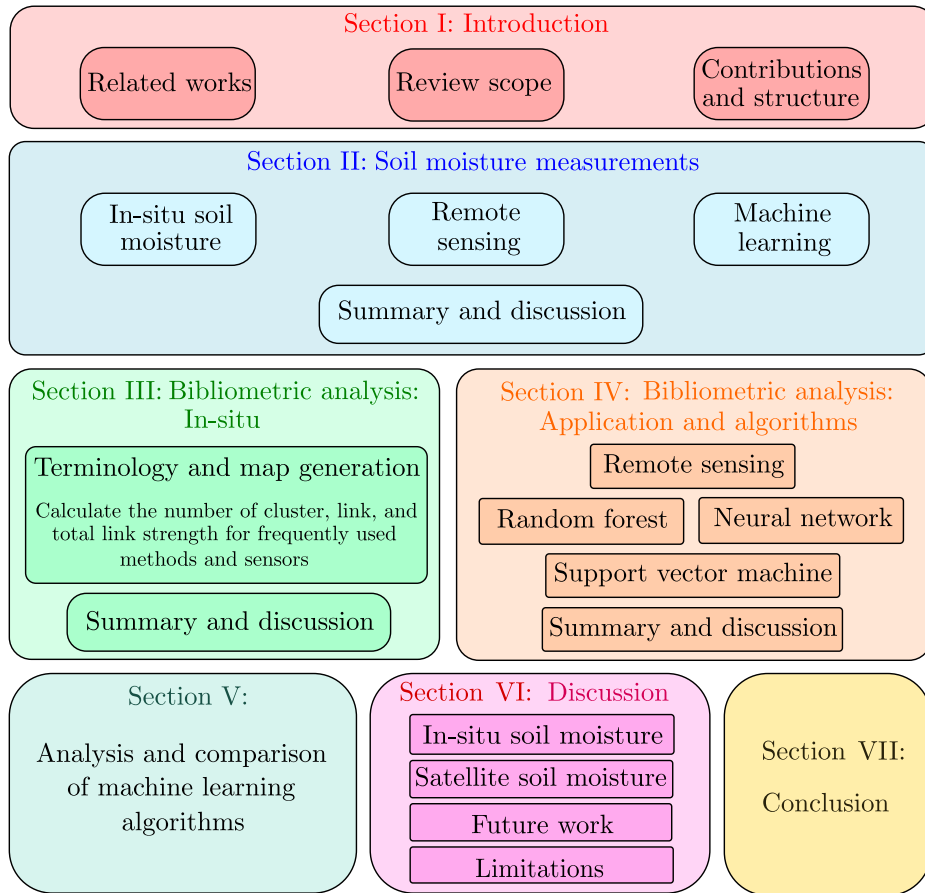 Section I: Introduction
Related works
Review scope
Contributions
and structure
Section II: Soil moisture measurements
In-situ soil
moisture
Remote
sensing
Machine
learning
Summary and discussion
Section III: Bibliometric analysis:
In-situ
Terminology and map generation
Calculate the number of cluster, link, and
total link strength for frequently used
methods and sensors
Summary and discussion
Section IV: Bibliometric analysis:
Application and algorithms
Remote sensing
Random forest
Neural network
Support vector machine
Summary and discussion
Section V:
Analysis and comparison
of machine learning
algorithms
Section VI: Discussion
In-situ soil moisture
Satellite soil moisture
Future work
Limitations
Section VII:
Conclusion